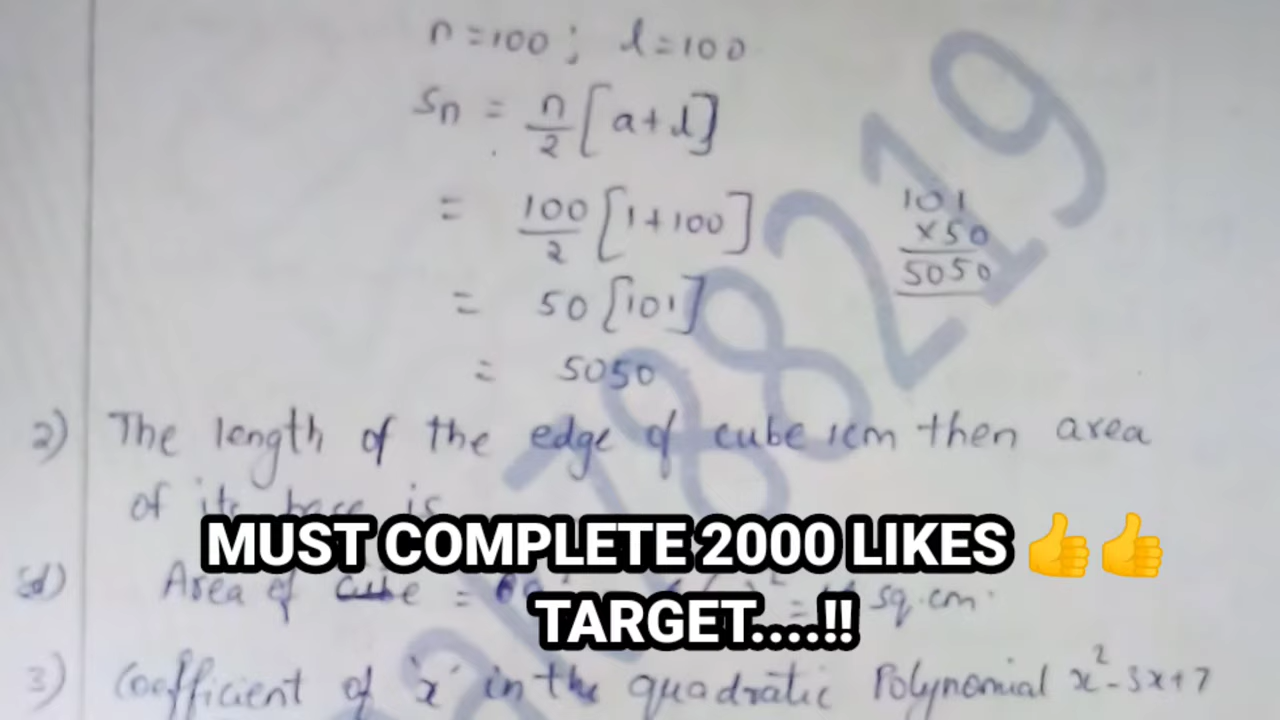 n=100; l=100
Sn = n/2 [a+l]
= 100/2 [1+100]
= 50 [101]
= 5050
101
×50
5050
2) The length of the edge of cube 1cm then area
of its base is
MUST COMPLETE 2000 LIKES 👍👍
TARGET....!!
Area of cube = sq.cm.
3) Coefficient of 'x' in the quadratic Polynomial x²-3x+7
78219